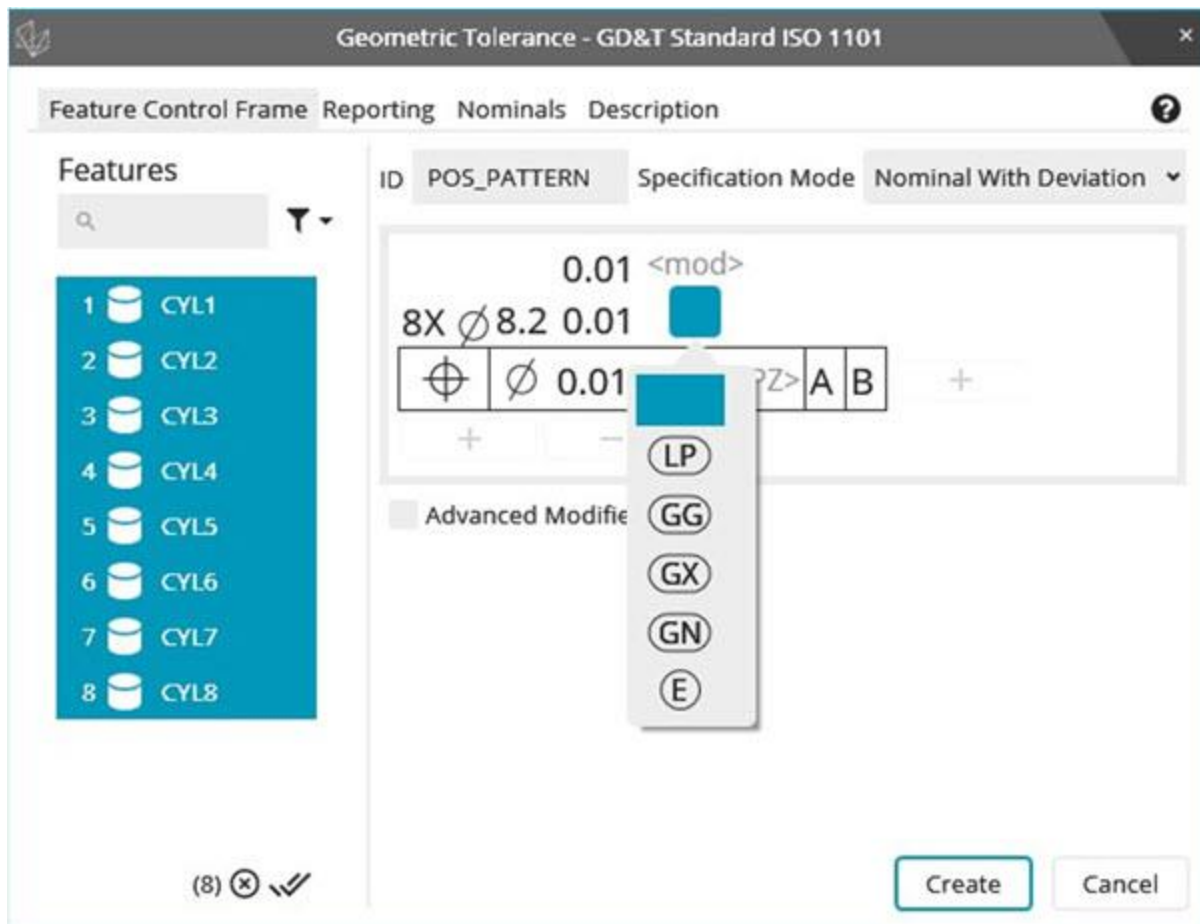 Geometric Tolerance - GD&T Standard ISO 1101
Feature Control Frame Reporting Nominals Description
Features
ID POS_PATTERN Specification Mode Nominal With Deviation
0.01 <mod>
8X ⌀ 8.2 0.01
⌀ 0.01 PZ> A B
1 CYL1
2 CYL2
3 CYL3
4 CYL4
5 CYL5
6 CYL6
7 CYL7
8 CYL8
LP
GG
GX
GN
E
Advanced Modifie
(8)
Create Cancel